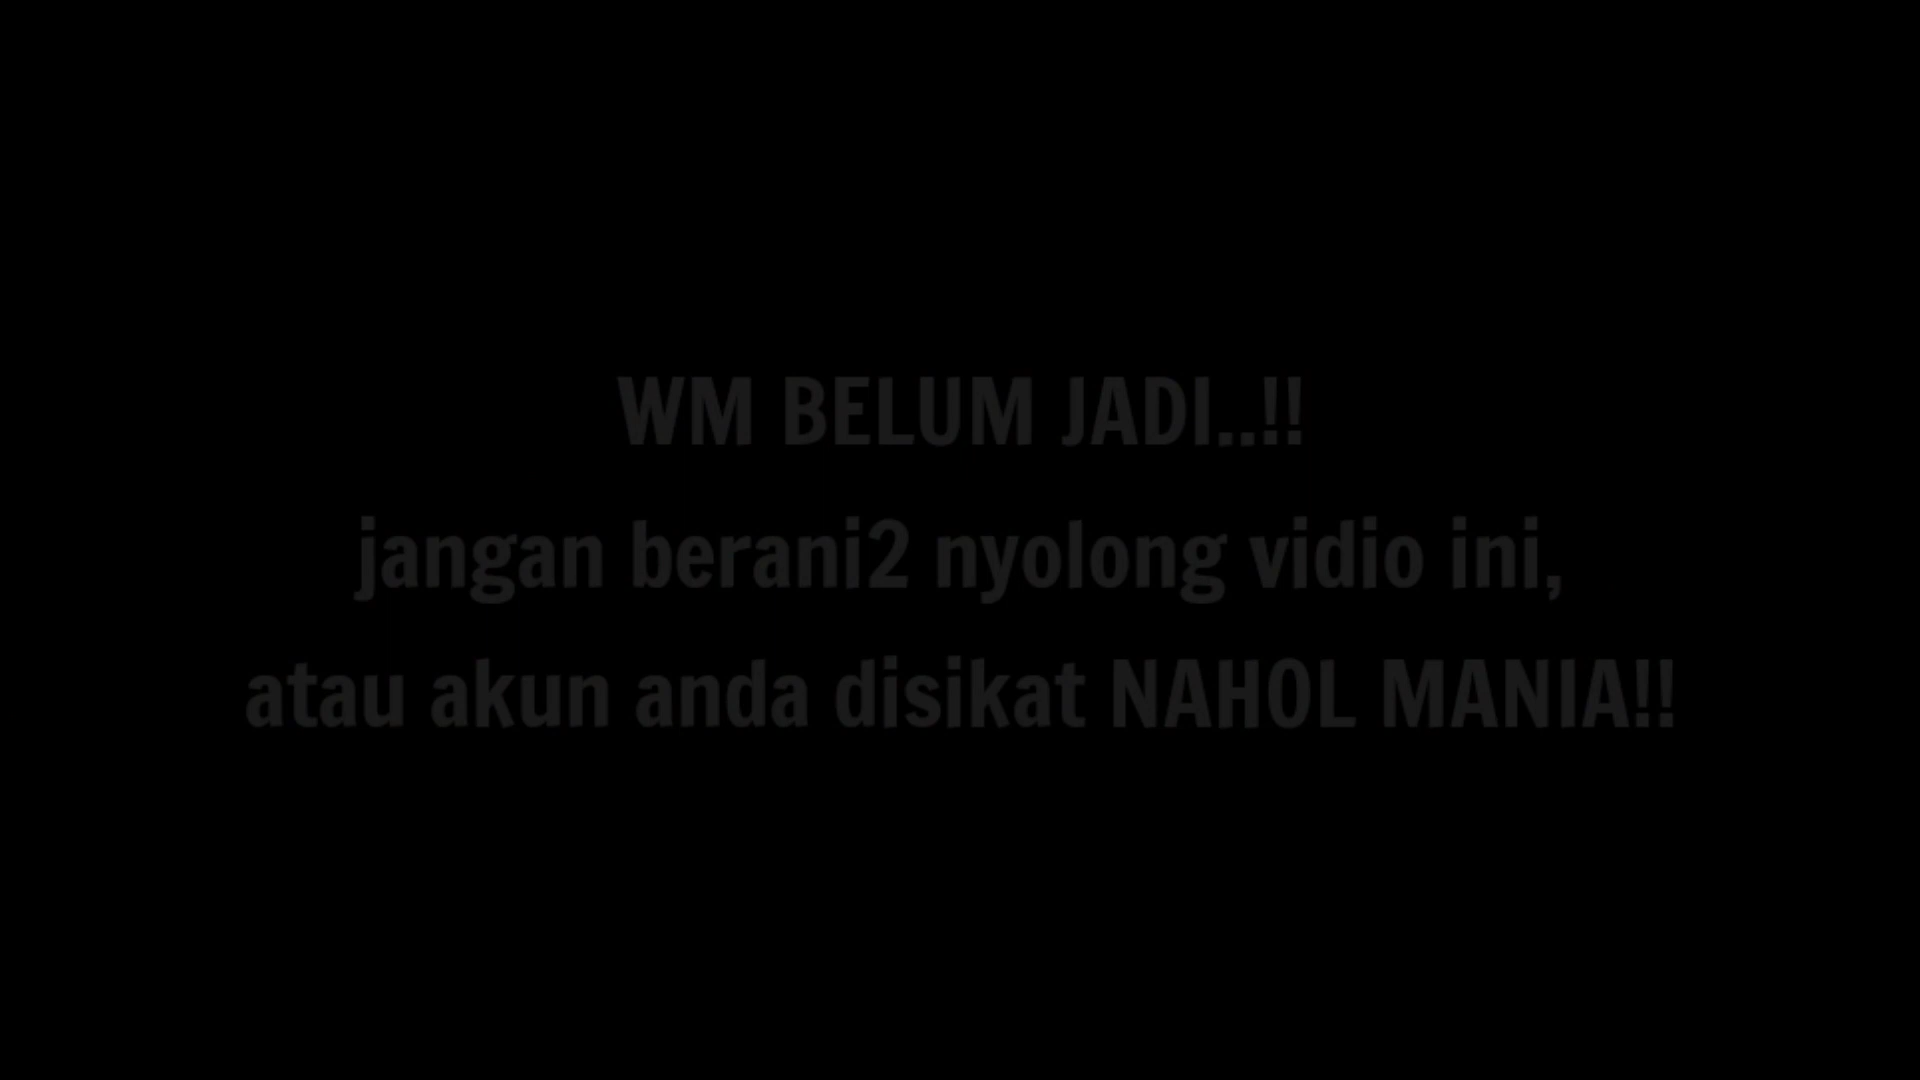 WM BELUM JADI..!!
jangan berani2 nyolong vidio ini,
atau akun anda disikat NAHOL MANIA!!